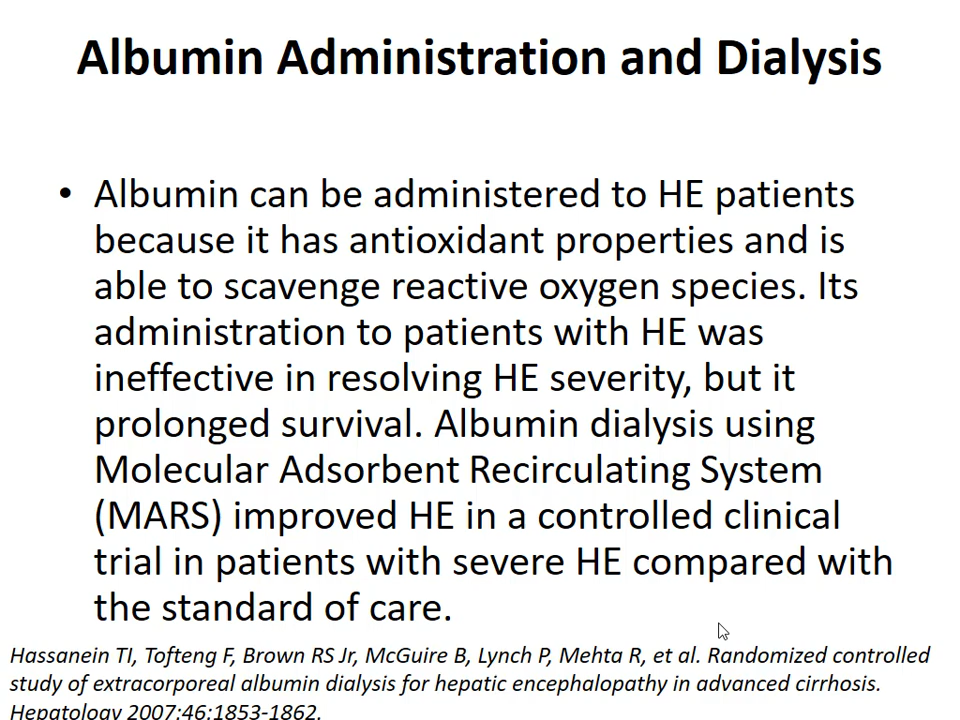 Albumin Administration and Dialysis
• Albumin can be administered to HE patients
because it has antioxidant properties and is
able to scavenge reactive oxygen species. Its
administration to patients with HE was
ineffective in resolving HE severity, but it
prolonged survival. Albumin dialysis using
Molecular Adsorbent Recirculating System
(MARS) improved HE in a controlled clinical
trial in patients with severe HE compared with
the standard of care.
Hassanein TI, Tofteng F, Brown RS Jr, McGuire B, Lynch P, Mehta R, et al. Randomized controlled
study of extracorporeal albumin dialysis for hepatic encephalopathy in advanced cirrhosis.
Hepatology 2007;46:1853-1862.